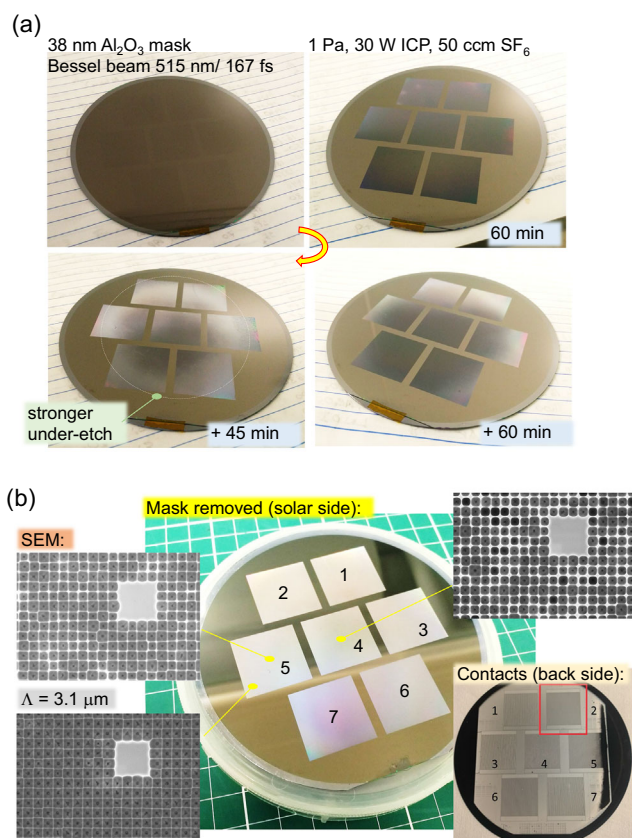 (a)
38 nm Al₂O₃ mask
Bessel beam 515 nm/ 167 fs
1 Pa, 30 W ICP, 50 ccm SF₆
60 min
stronger
under-etch
+ 45 min
+ 60 min
(b)
Mask removed (solar side):
SEM:
1
2
3
4
5
6
7
Λ = 3.1 μm
Contacts (back side):
1
2
3
4
5
6
7